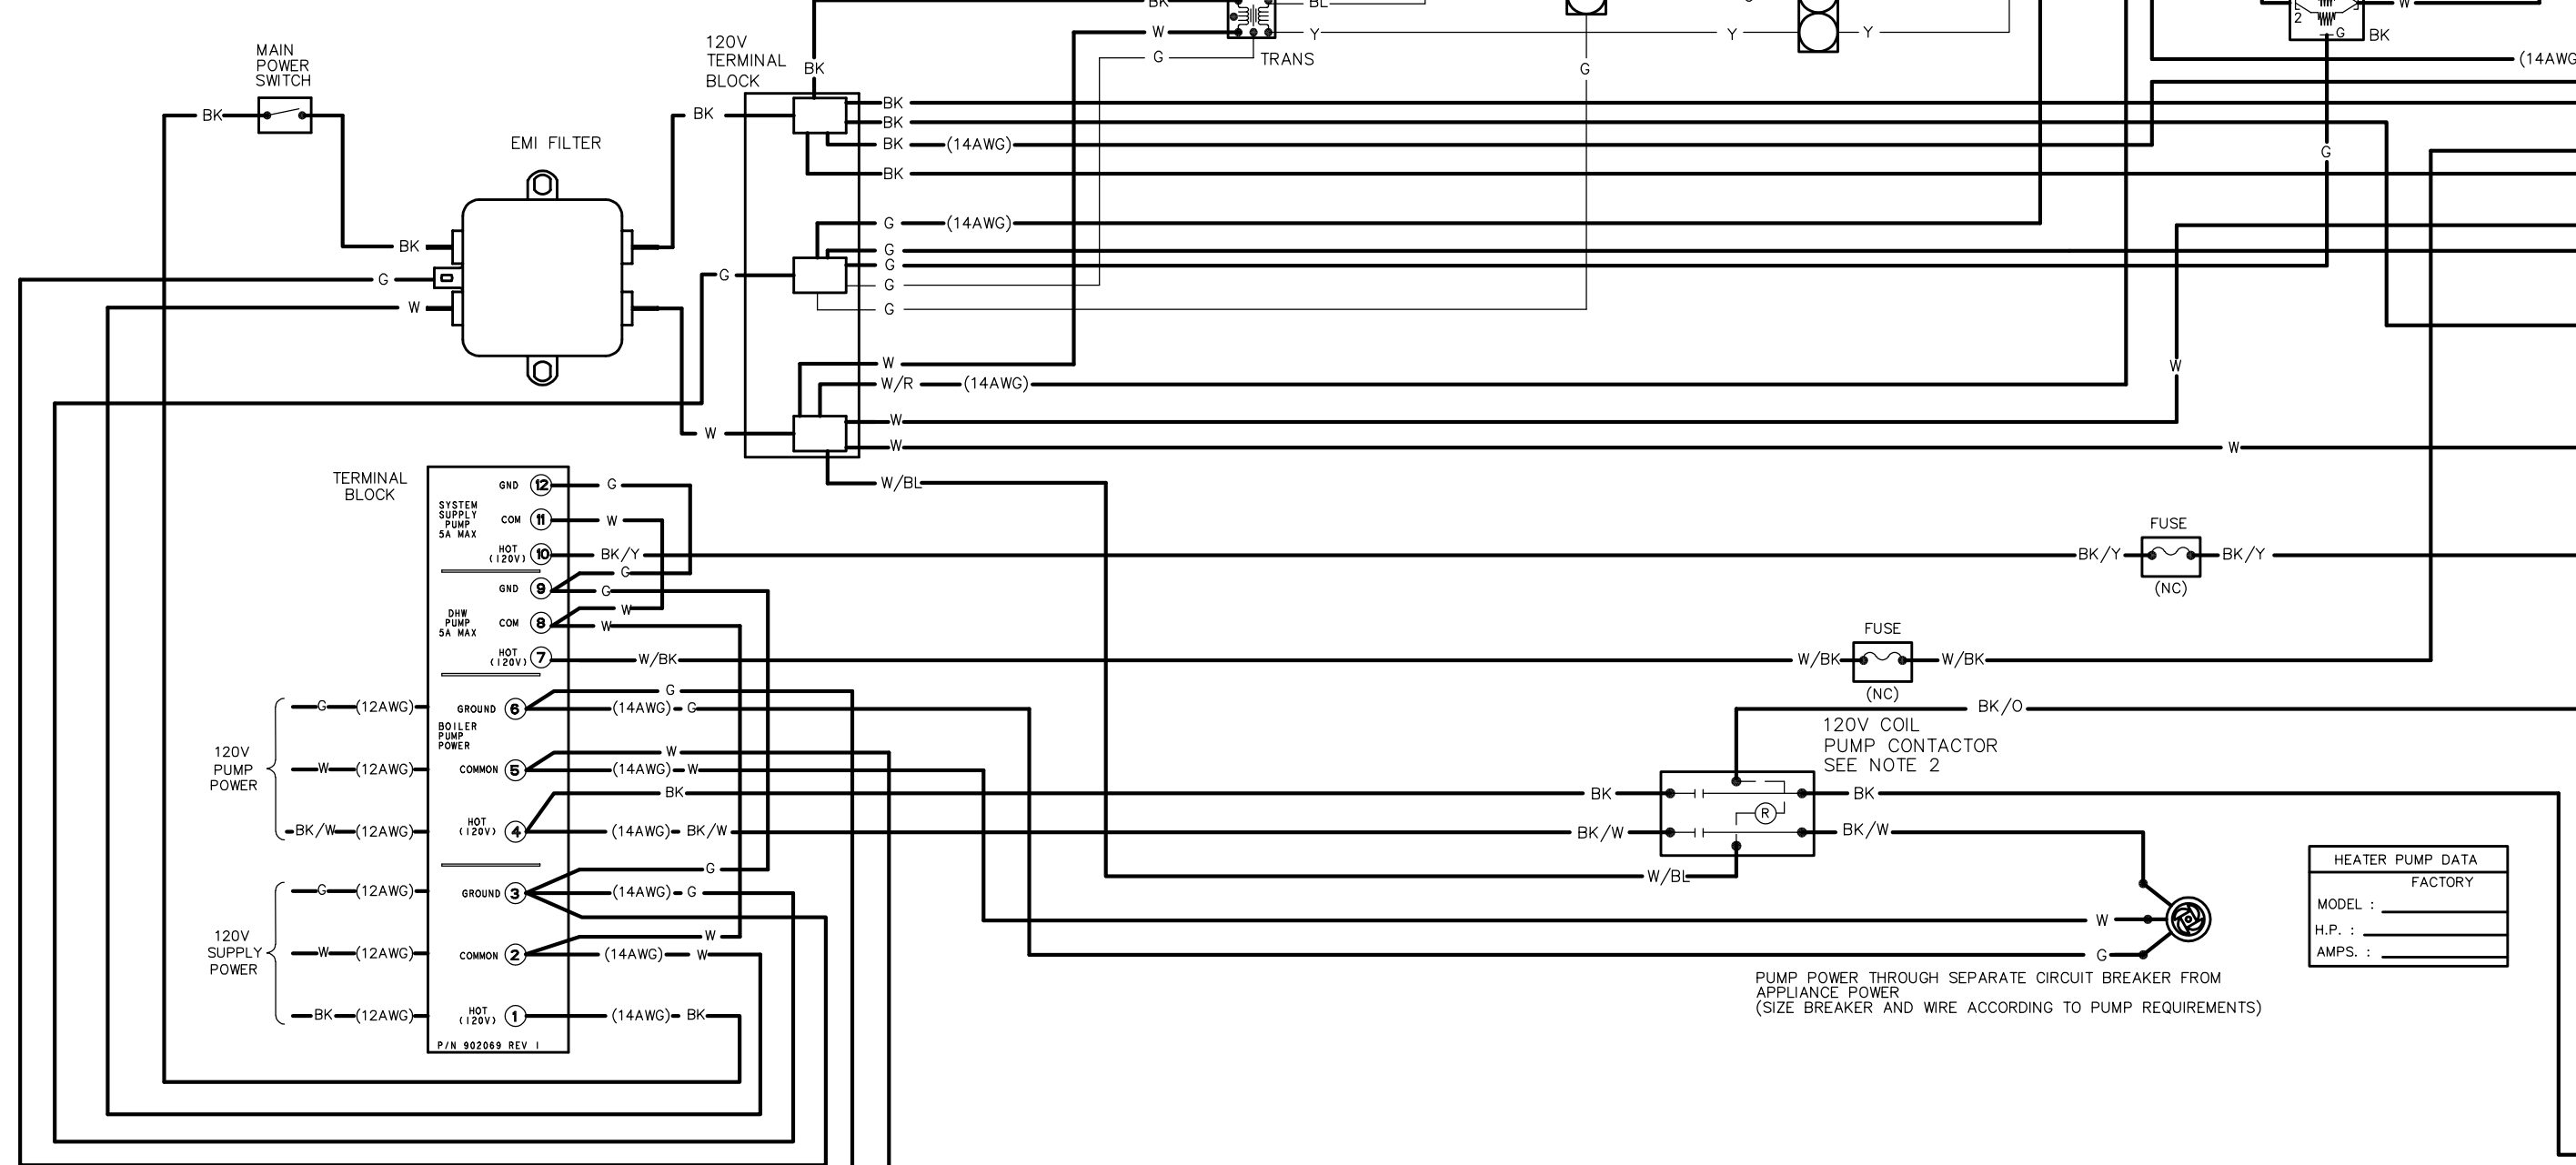 BK
BL
W
W
Y
Y
Y
G
TRANS
2
G
BK
(14AWG
MAIN
POWER
SWITCH
BK
120V
TERMINAL
BLOCK
BK
BK
EMI FILTER
BK
BK
BK (14AWG)
BK
G
G
BK
G
W
G
G (14AWG)
G
G
G
G
W
W/R (14AWG)
W
W
W
W
W
W/BL
TERMINAL
BLOCK
GND 12 G
SYSTEM
SUPPLY
PUMP
5A MAX
COM 11 W
HOT
(120V) 10 BK/Y
BK/Y
FUSE
(NC)
BK/Y
G
GND 9 G
DHW
PUMP
5A MAX
W
COM 8 W
HOT
(120V) 7 W/BK
W/BK
FUSE
(NC)
W/BK
G
G (12AWG)
GROUND 6 (14AWG) G
BOILER
PUMP
POWER
120V
PUMP
POWER
W
W (12AWG)
COMMON 5 (14AWG) W
BK
BK/W (12AWG)
HOT
(120V) 4 (14AWG) BK/W
BK/O
120V COIL
PUMP CONTACTOR
SEE NOTE 2
BK
BK
R
BK/W
BK/W
W/BL
G
G (12AWG)
GROUND 3 (14AWG) G
120V
SUPPLY
POWER
W
W (12AWG)
COMMON 2 (14AWG) W
BK (12AWG)
HOT
(120V) 1 (14AWG) BK
P/N 902069 REV 1
W
G
PUMP POWER THROUGH SEPARATE CIRCUIT BREAKER FROM
APPLIANCE POWER
(SIZE BREAKER AND WIRE ACCORDING TO PUMP REQUIREMENTS)
HEATER PUMP DATA
FACTORY
MODEL :
H.P. :
AMPS. :